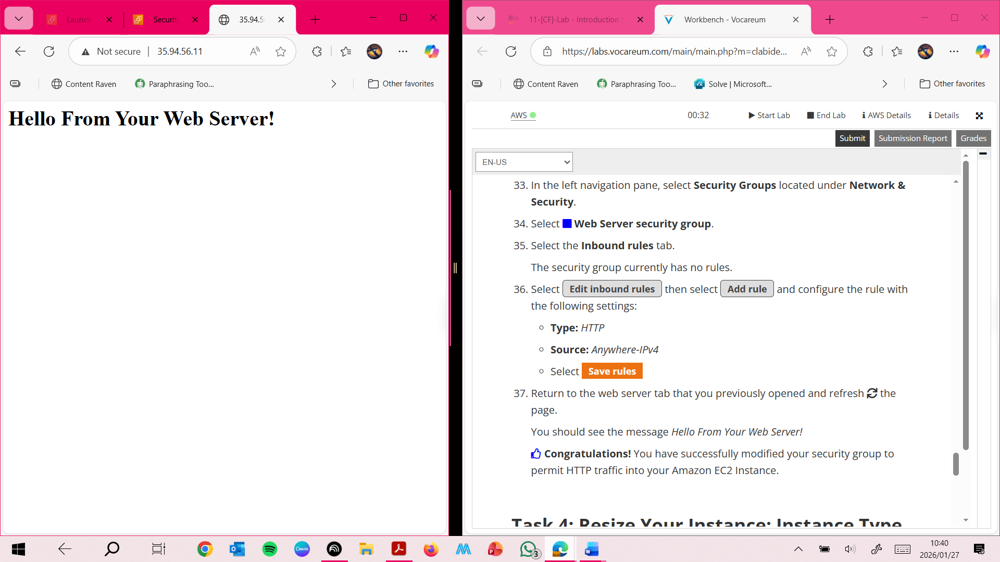 Launch
Securit
35.94.5
Not secure
35.94.56.11
Content Raven
Paraphrasing Too...
Other favorites
Hello From Your Web Server!
11-[CF]-Lab - Introduction t
Workbench - Vocareum
https://labs.vocareum.com/main/main.php?m=clabide...
Content Raven
Paraphrasing Too...
Solve | Microsoft...
Other favorites
AWS
00:32
Start Lab
End Lab
AWS Details
Details
Submit
Submission Report
Grades
EN-US
33. In the left navigation pane, select Security Groups located under Network &
Security.
34. Select Web Server security group.
35. Select the Inbound rules tab.
The security group currently has no rules.
36. Select Edit inbound rules then select Add rule and configure the rule with
the following settings:
Type: HTTP
Source: Anywhere-IPv4
Select Save rules
37. Return to the web server tab that you previously opened and refresh the
page.
You should see the message Hello From Your Web Server!
Congratulations! You have successfully modified your security group to
permit HTTP traffic into your Amazon EC2 Instance.
Task 4: Resize Your Instance: Instance Type
Canva
3
10:40
2026/01/27